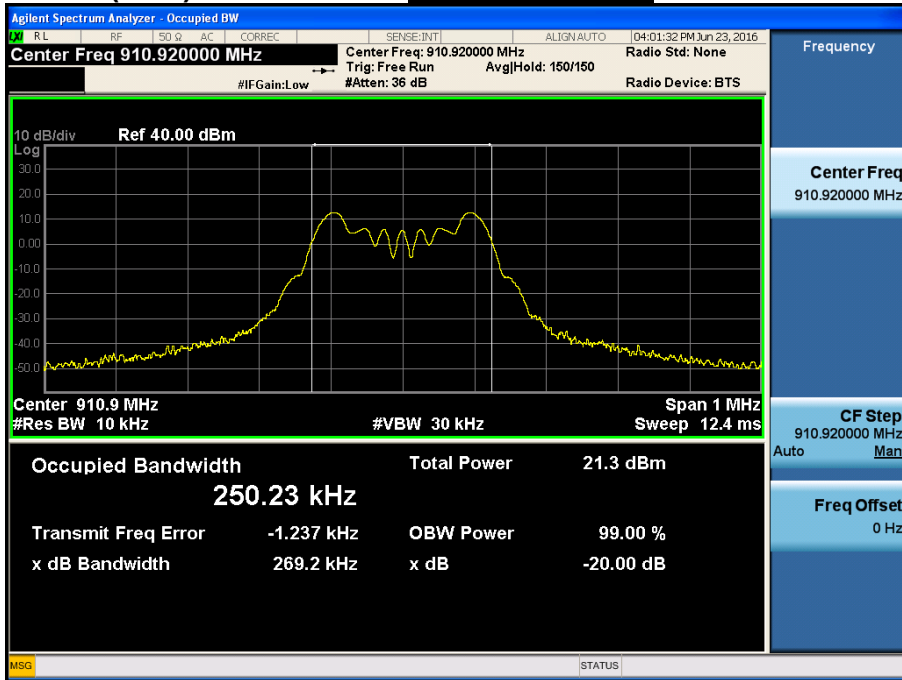 Agilent Spectrum Analyzer - Occupied BW
LXI RL RF 50 Ω AC CORREC SENSE:INT ALIGNAUTO 04:01:32 PM Jun 23, 2016
Center Freq 910.920000 MHz
Center Freq: 910.920000 MHz
Radio Std: None
Trig: Free Run Avg|Hold: 150/150
#IFGain:Low
#Atten: 36 dB
Radio Device: BTS
10 dB/div Ref 40.00 dBm
Log
30.0
20.0
10.0
0.00
-10.0
-20.0
-30.0
-40.0
-50.0
Center 910.9 MHz
Span 1 MHz
#Res BW 10 kHz #VBW 30 kHz Sweep 12.4 ms
Occupied Bandwidth Total Power 21.3 dBm
250.23 kHz
Transmit Freq Error -1.237 kHz OBW Power 99.00 %
x dB Bandwidth 269.2 kHz x dB -20.00 dB
MSG STATUS
Frequency
Center Freq
910.920000 MHz
CF Step
910.920000 MHz
Auto Man
Freq Offset
0 Hz